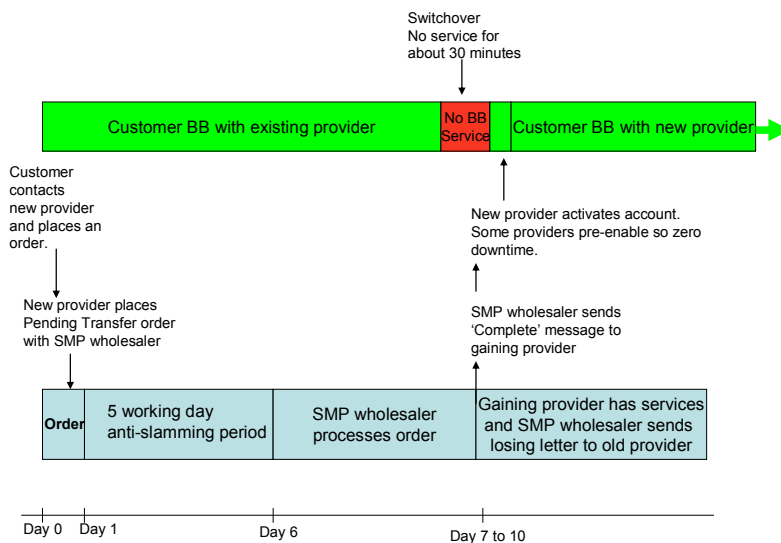 Switchover
No service for
about 30 minutes
Customer BB with existing provider
No BB
Service
Customer BB with new provider
Customer
contacts
new provider
and places an
order.
New provider activates account.
Some providers pre-enable so zero
downtime.
New provider places
Pending Transfer order
with SMP wholesaler
SMP wholesaler sends
‘Complete’ message to
gaining provider
Order
5 working day
anti-slamming period
SMP wholesaler
processes order
Gaining provider has services
and SMP wholesaler sends
losing letter to old provider
Day 0
Day 1
Day 6
Day 7 to 10